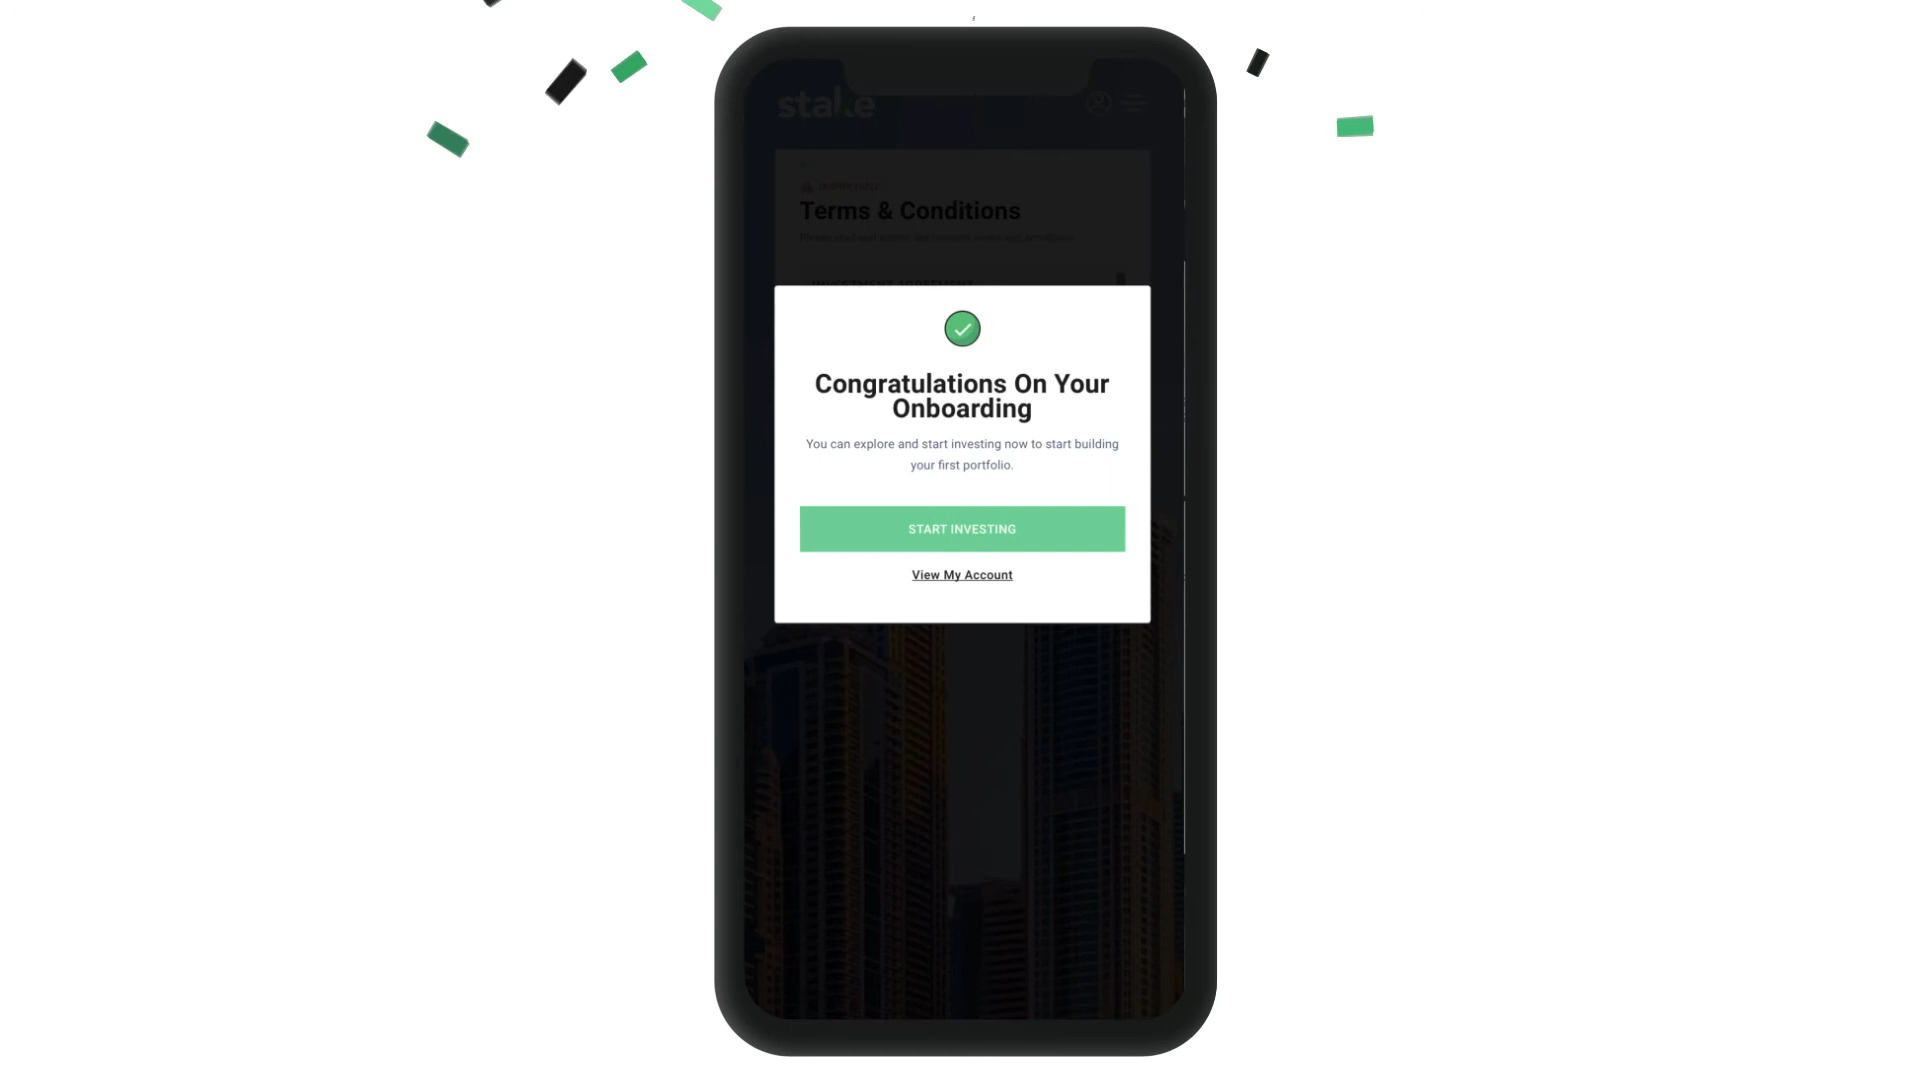 stake
Terms & Conditions
Congratulations On Your
Onboarding
You can explore and start investing now to start building
your first portfolio.
START INVESTING
View My Account